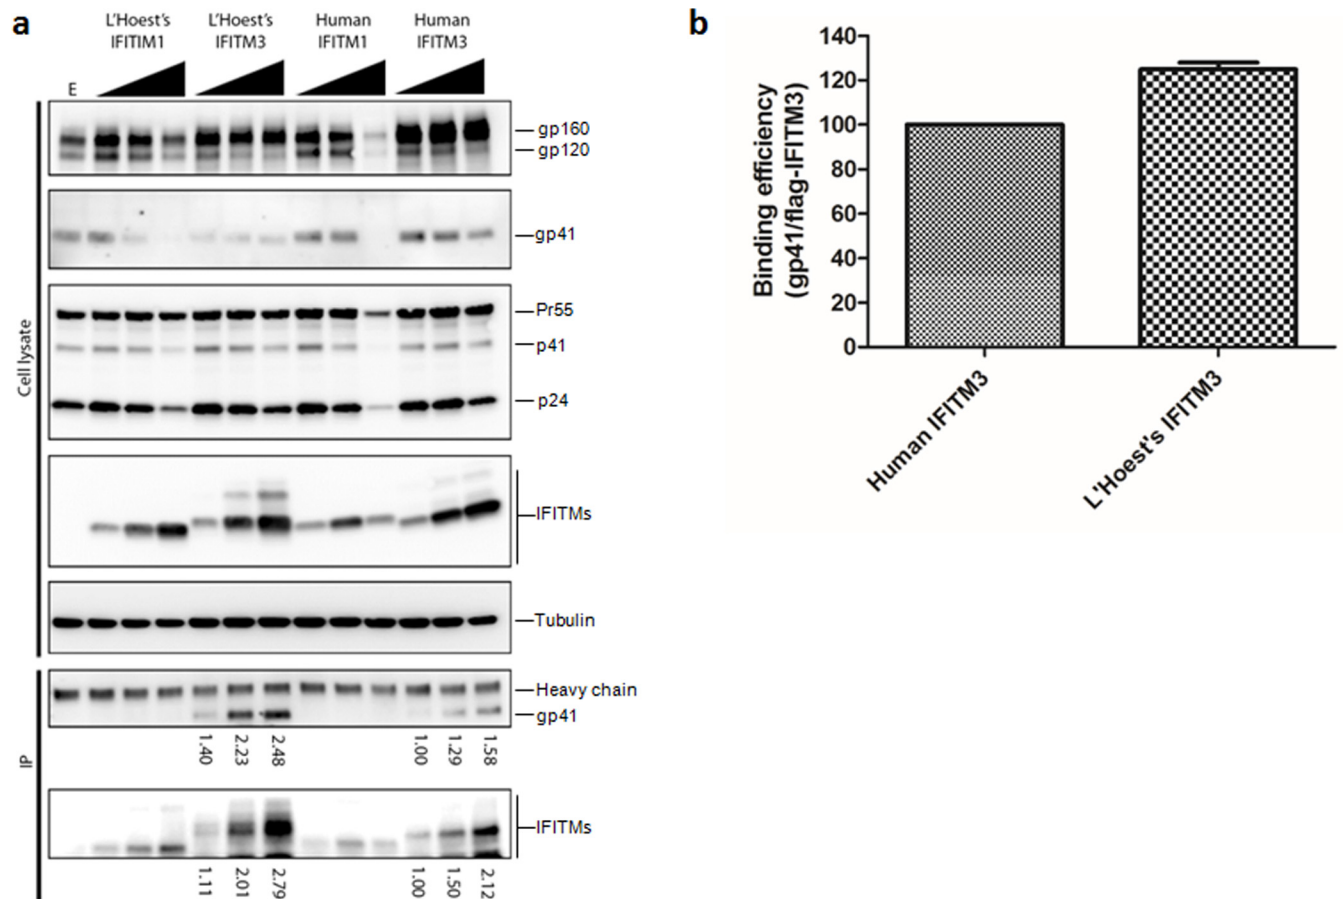 a
L'Hoest's
IFITIM1
L'Hoest's
IFITM3
Human
IFITM1
Human
IFITM3
E
gp160
gp120
gp41
Pr55
p41
p24
IFITMs
Tubulin
Cell lysate
Heavy chain
gp41
1.40 2.23 2.48 1.00 1.29 1.58
IFITMs
1.11 2.01 2.79 1.00 1.50 2.12
IP
b
Binding efficiency
(gp41/flag-IFITM3)
140
120
100
80
60
40
20
0
Human IFITM3
L'Hoest's IFITM3